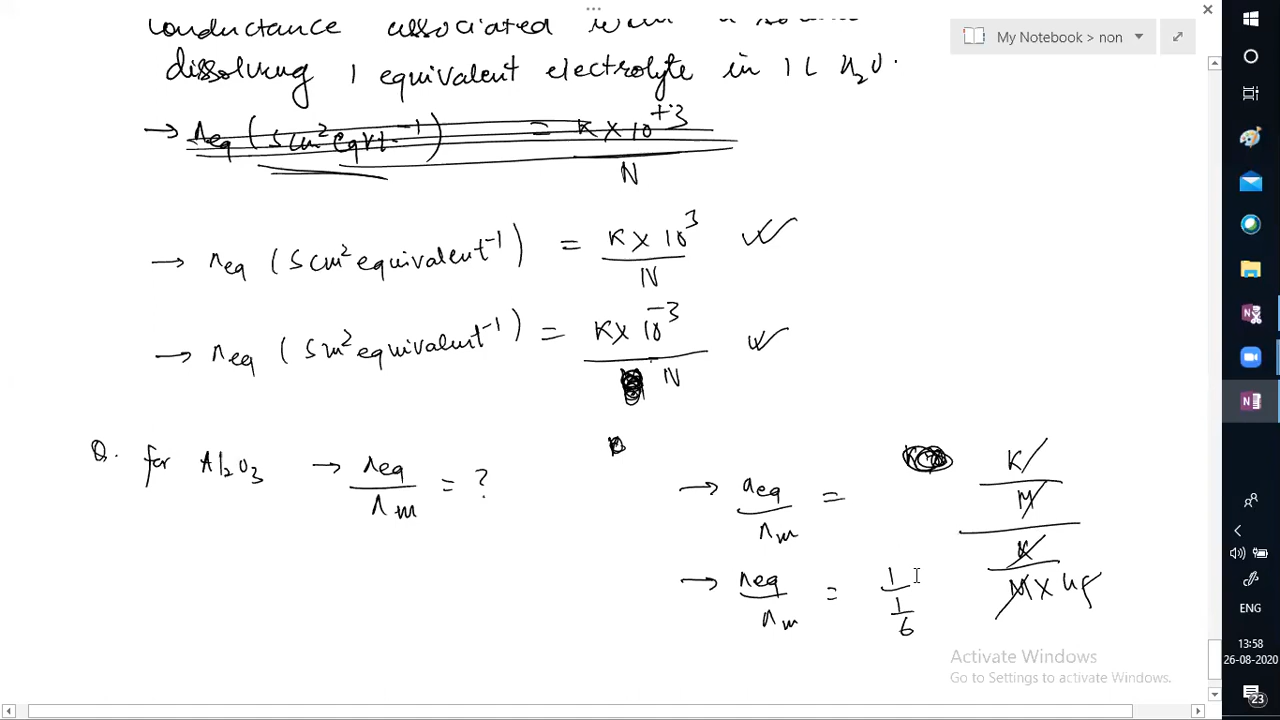 conductance associated with a
dissolving 1 equivalent electrolyte in 1 L H₂O.
→ Λeq (S cm² eqvt⁻¹) = K × 10⁺³ / N
→ Λeq (S cm² equivalent⁻¹) = K × 10³ / N
→ Λeq (S m² equivalent⁻¹) = K × 10⁻³ / N
Q. for Al₂O₃ → Λeq / Λm = ?
→ Λeq / Λm = K / M / K / M × nf
→ Λeq / Λm = 1 / 1 / 6
My Notebook > non
Activate Windows
Go to Settings to activate Windows.
ENG
13:58
26-08-2020
23